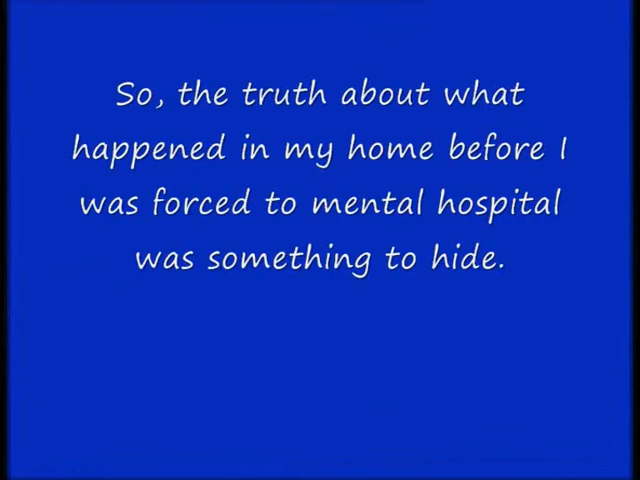 So, the truth about what
happened in my home before I
was forced to mental hospital
was something to hide.